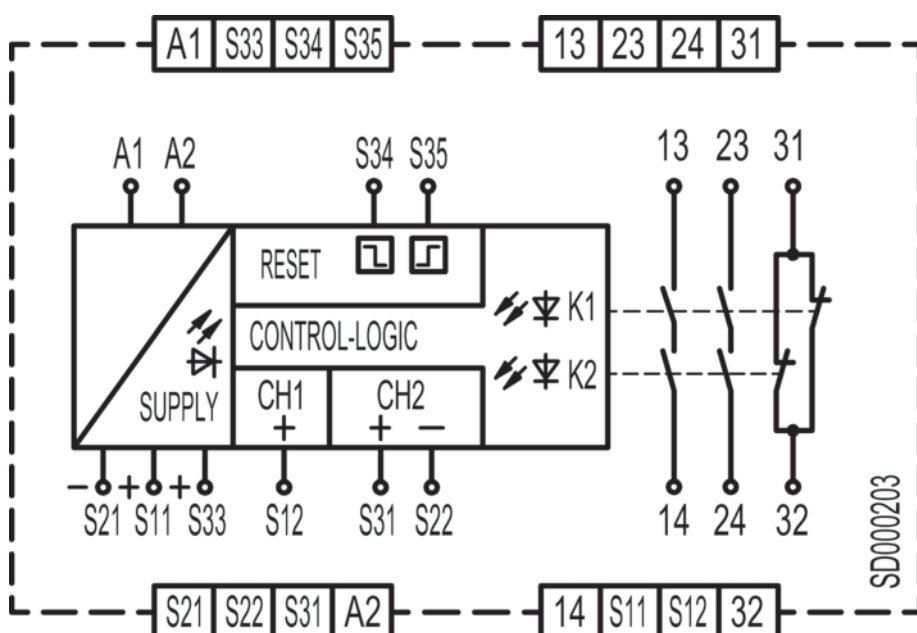 A1 S33 S34 S35 13 23 24 31
A1 A2 S34 S35 13 23 31
RESET
K1
CONTROL-LOGIC
K2
SUPPLY CH1 CH2
+ + −
− + +
S21 S11 S33 S12 S31 S22 14 24 32
SD000203
S21 S22 S31 A2 14 S11 S12 32